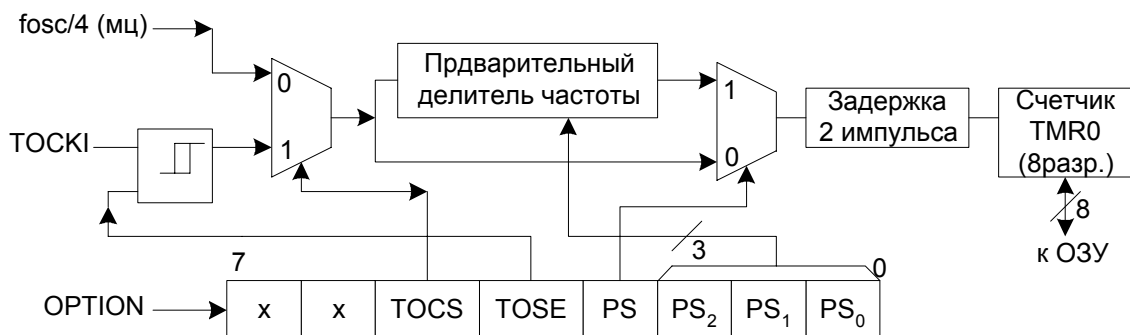 fosc/4 (мц)
0
Прдварительный
делитель частоты
1
Задержка
2 импульса
Счетчик
TMR0
(8разр.)
TOCKI
1
0
8
к ОЗУ
7
3
0
OPTION
x
x
TOCS
TOSE
PS
PS₂
PS₁
PS₀